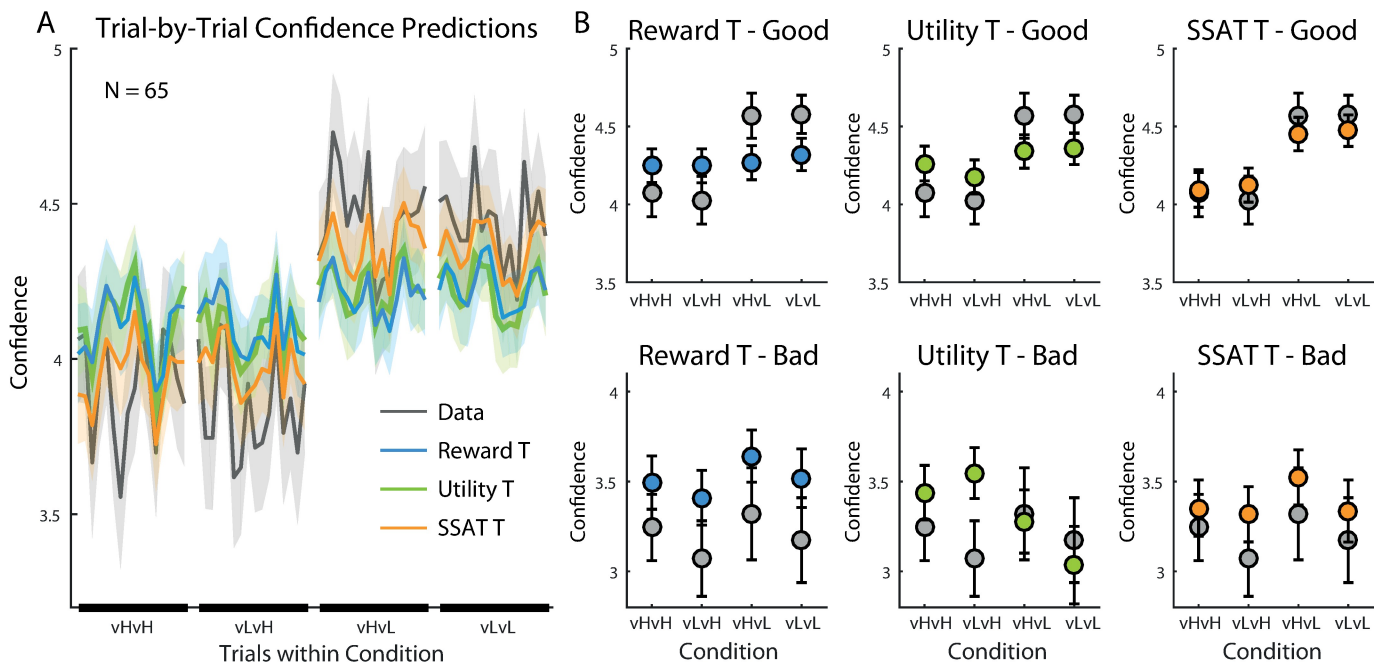 A
Trial-by-Trial Confidence Predictions
N = 65
5
4.5
4
3.5
Confidence
Data
Reward T
Utility T
SSAT T
vHvH
vLvH
vHvL
vLvL
Trials within Condition
B
Reward T - Good
5
4.5
4
3.5
Confidence
vHvH
vLvH
vHvL
vLvL
Utility T - Good
5
4.5
4
3.5
Confidence
vHvH
vLvH
vHvL
vLvL
SSAT T - Good
5
4.5
4
3.5
Confidence
vHvH
vLvH
vHvL
vLvL
Reward T - Bad
4
3.5
3
Confidence
vHvH
vLvH
vHvL
vLvL
Condition
Utility T - Bad
4
3.5
3
Confidence
vHvH
vLvH
vHvL
vLvL
Condition
SSAT T - Bad
4
3.5
3
Confidence
vHvH
vLvH
vHvL
vLvL
Condition